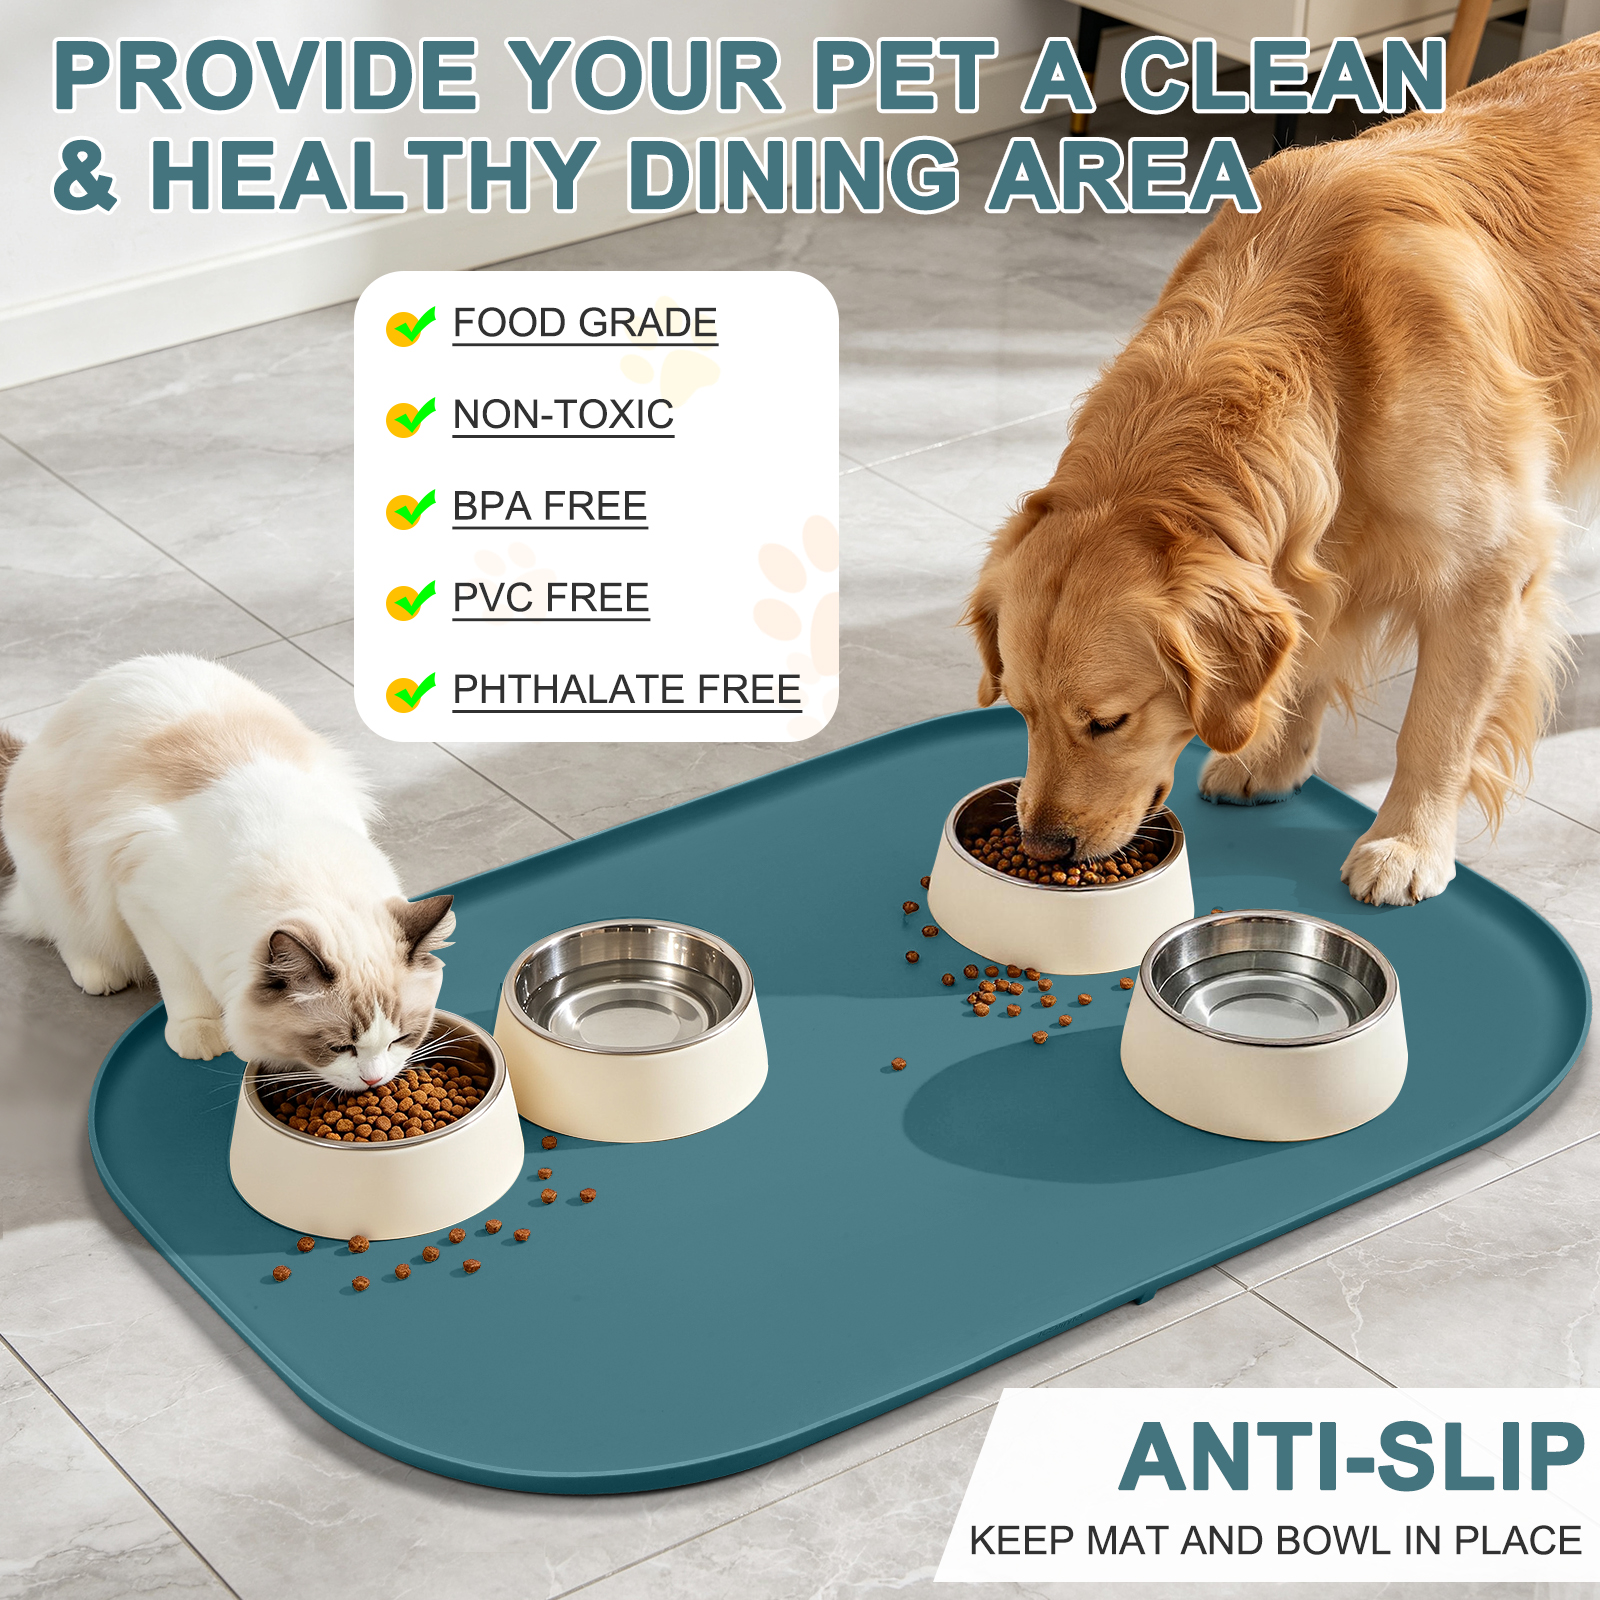 PROVIDE YOUR PET A CLEAN
& HEALTHY DINING AREA
FOOD GRADE
NON-TOXIC
BPA FREE
PVC FREE
PHTHALATE FREE
ANTI-SLIP
KEEP MAT AND BOWL IN PLACE